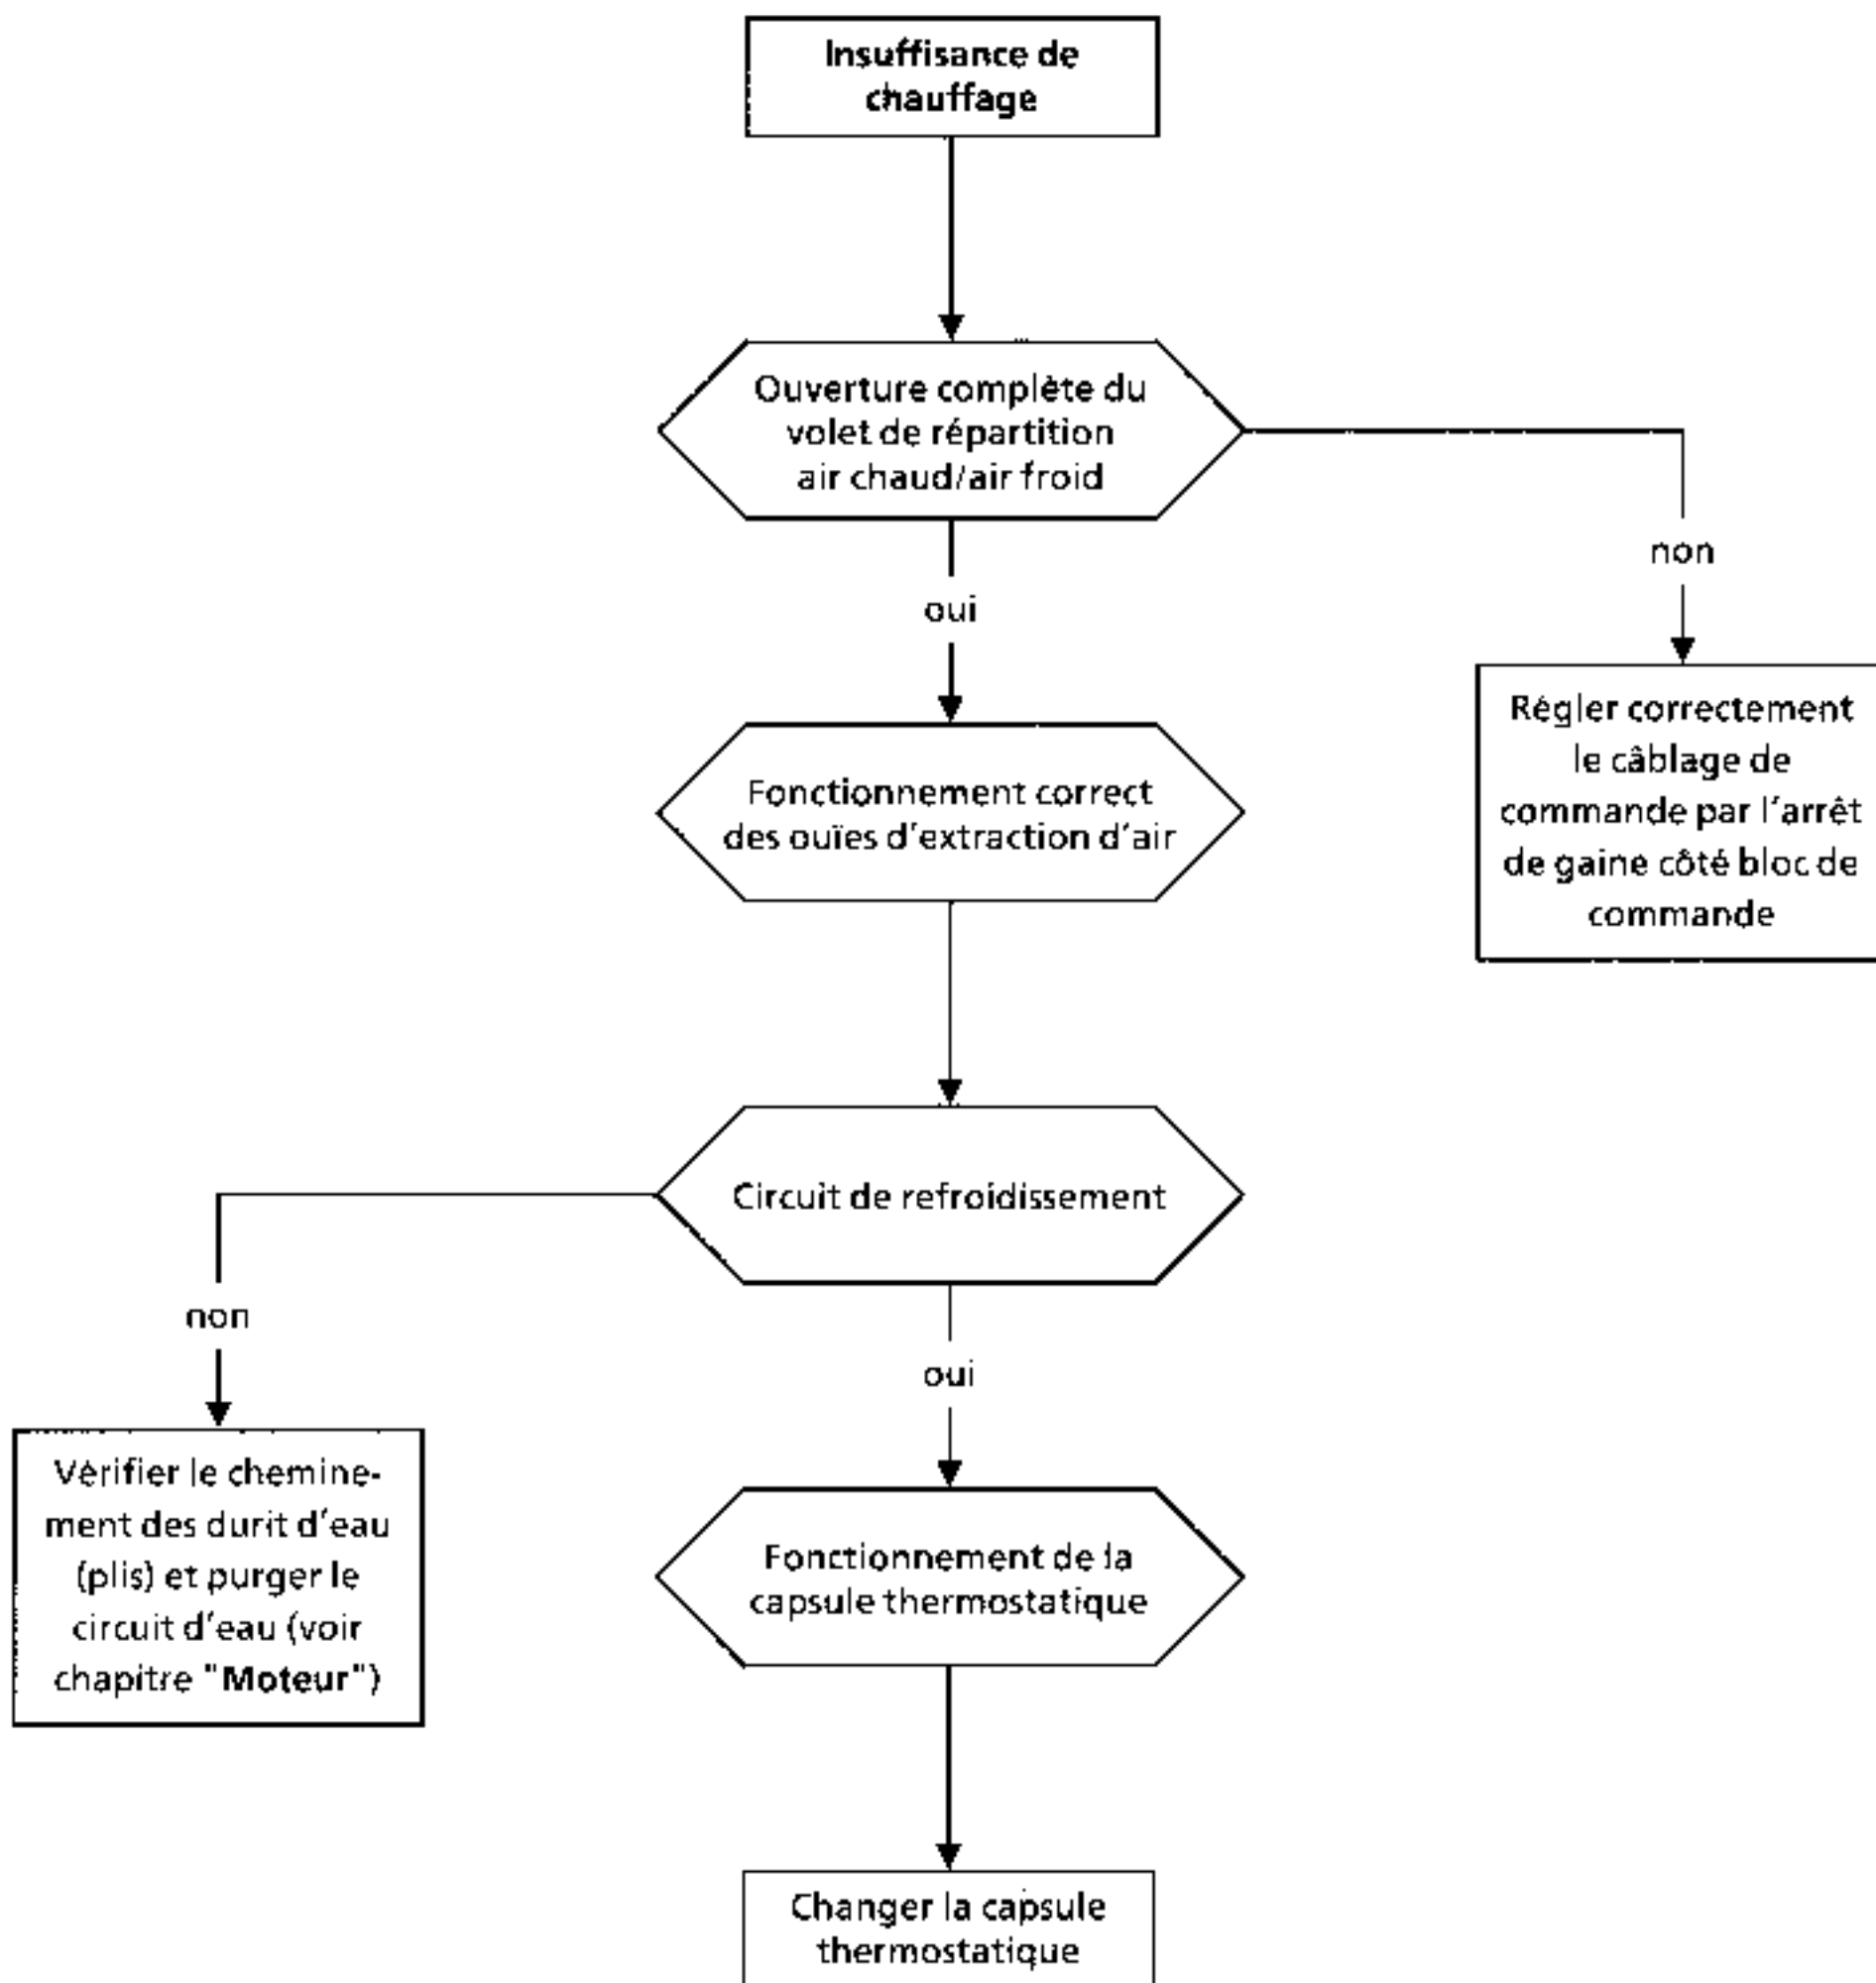 Insuffisance de
chauffage
Ouverture complète du
volet de répartition
air chaud/air froid
non
oui
Régler correctement
le câblage de
commande par l'arrêt
de gaine côté bloc de
commande
Fonctionnement correct
des ouïes d'extraction d'air
Circuit de refroidissement
non
oui
Vérifier le chemine-
ment des durit d'eau
(plis) et purger le
circuit d'eau (voir
chapitre "Moteur")
Fonctionnement de la
capsule thermostatique
Changer la capsule
thermostatique